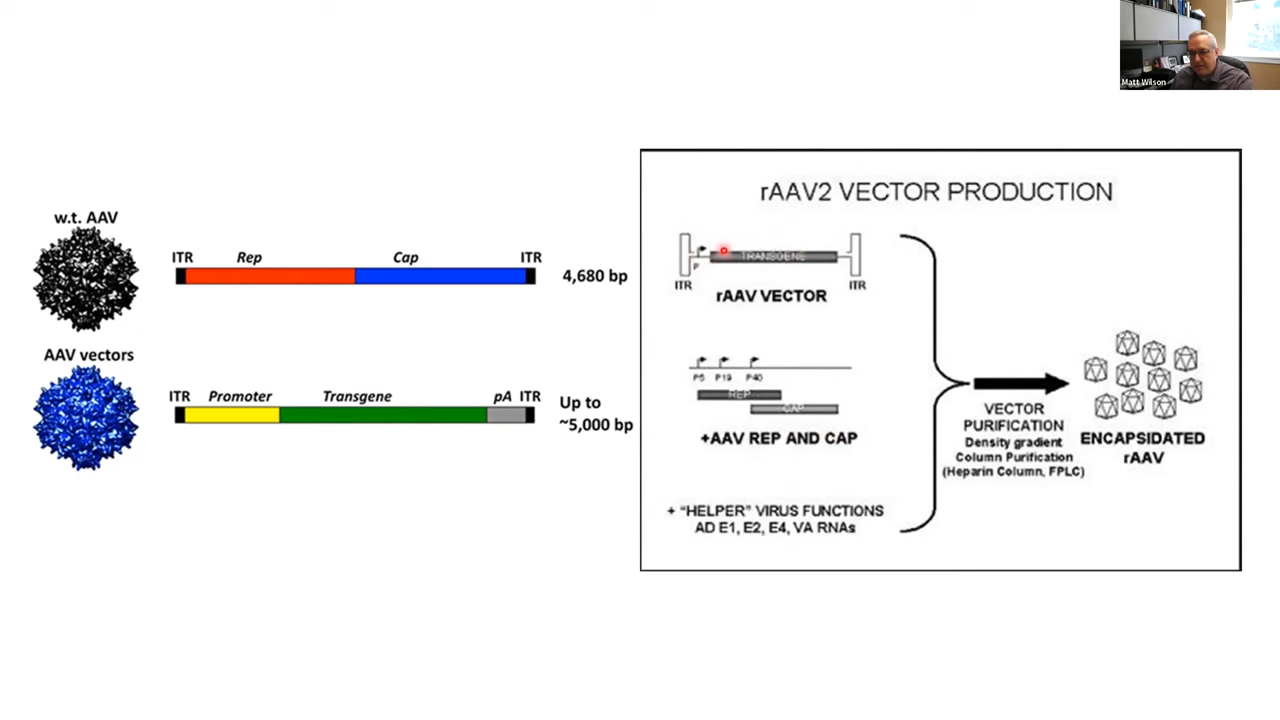 Matt Wilson
w.t. AAV
ITR Rep Cap ITR
4,680 bp
AAV vectors
ITR Promoter Transgene pA ITR
Up to
~5,000 bp
rAAV2 VECTOR PRODUCTION
TRANSGENE
P
ITR ITR
rAAV VECTOR
P5 P19 P40
REP
CAP
+AAV REP AND CAP
+ “HELPER” VIRUS FUNCTIONS
AD E1, E2, E4, VA RNAs
VECTOR
PURIFICATION
Density gradient
Column Purification
(Heparin Column, FPLC)
ENCAPSIDATED
rAAV